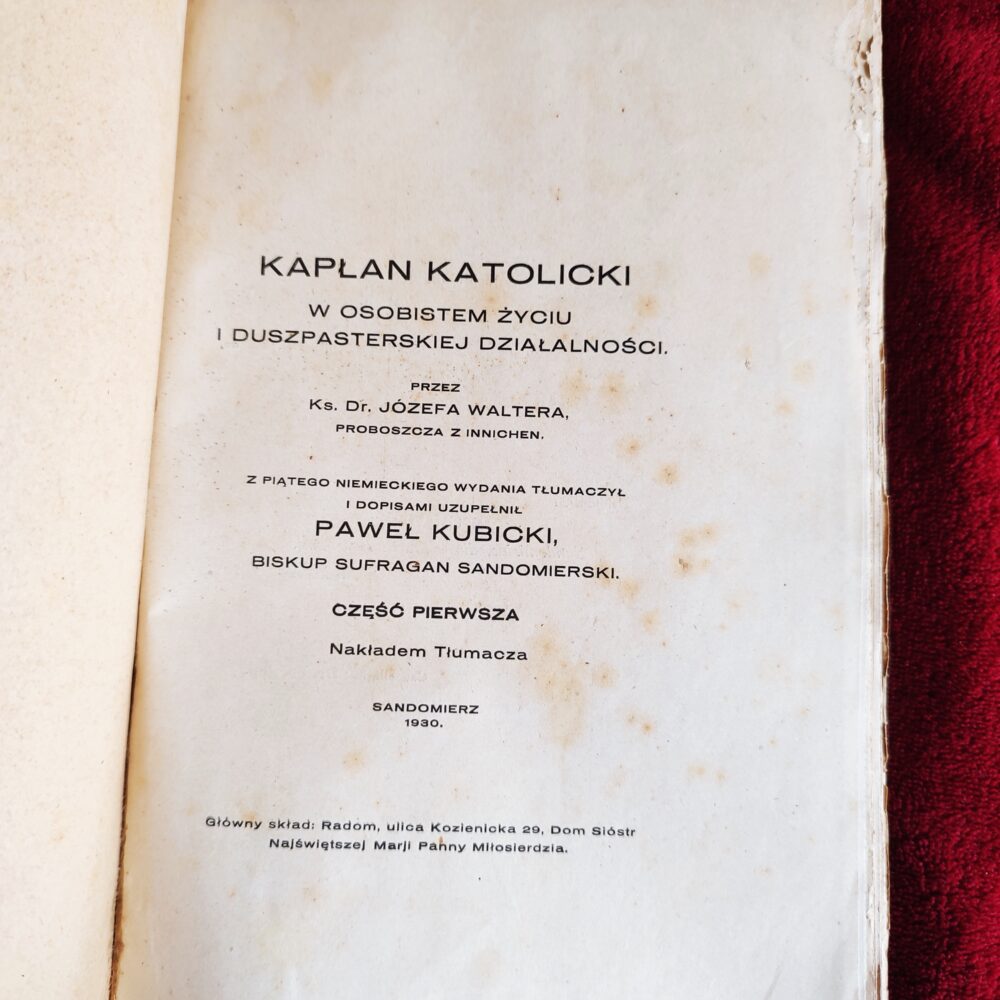 KAPŁAN KATOLICKI
W OSOBISTEM ŻYCIU
I DUSZPASTERSKIEJ DZIAŁALNOŚCI.
PRZEZ
Ks. Dr. JÓZEFA WALTERA,
PROBOSZCZA Z INNICHEN.
Z PIĄTEGO NIEMIECKIEGO WYDANIA TŁUMACZYŁ
I DOPISAMI UZUPEŁNIŁ
PAWEŁ KUBICKI,
BISKUP SUFRAGAN SANDOMIERSKI.
CZĘŚĆ PIERWSZA
Nakładem Tłumacza
SANDOMIERZ
1930.
Główny skład: Radom, ulica Kozienicka 29, Dom Sióstr
Najświętszej Marji Panny Miłosierdzia.